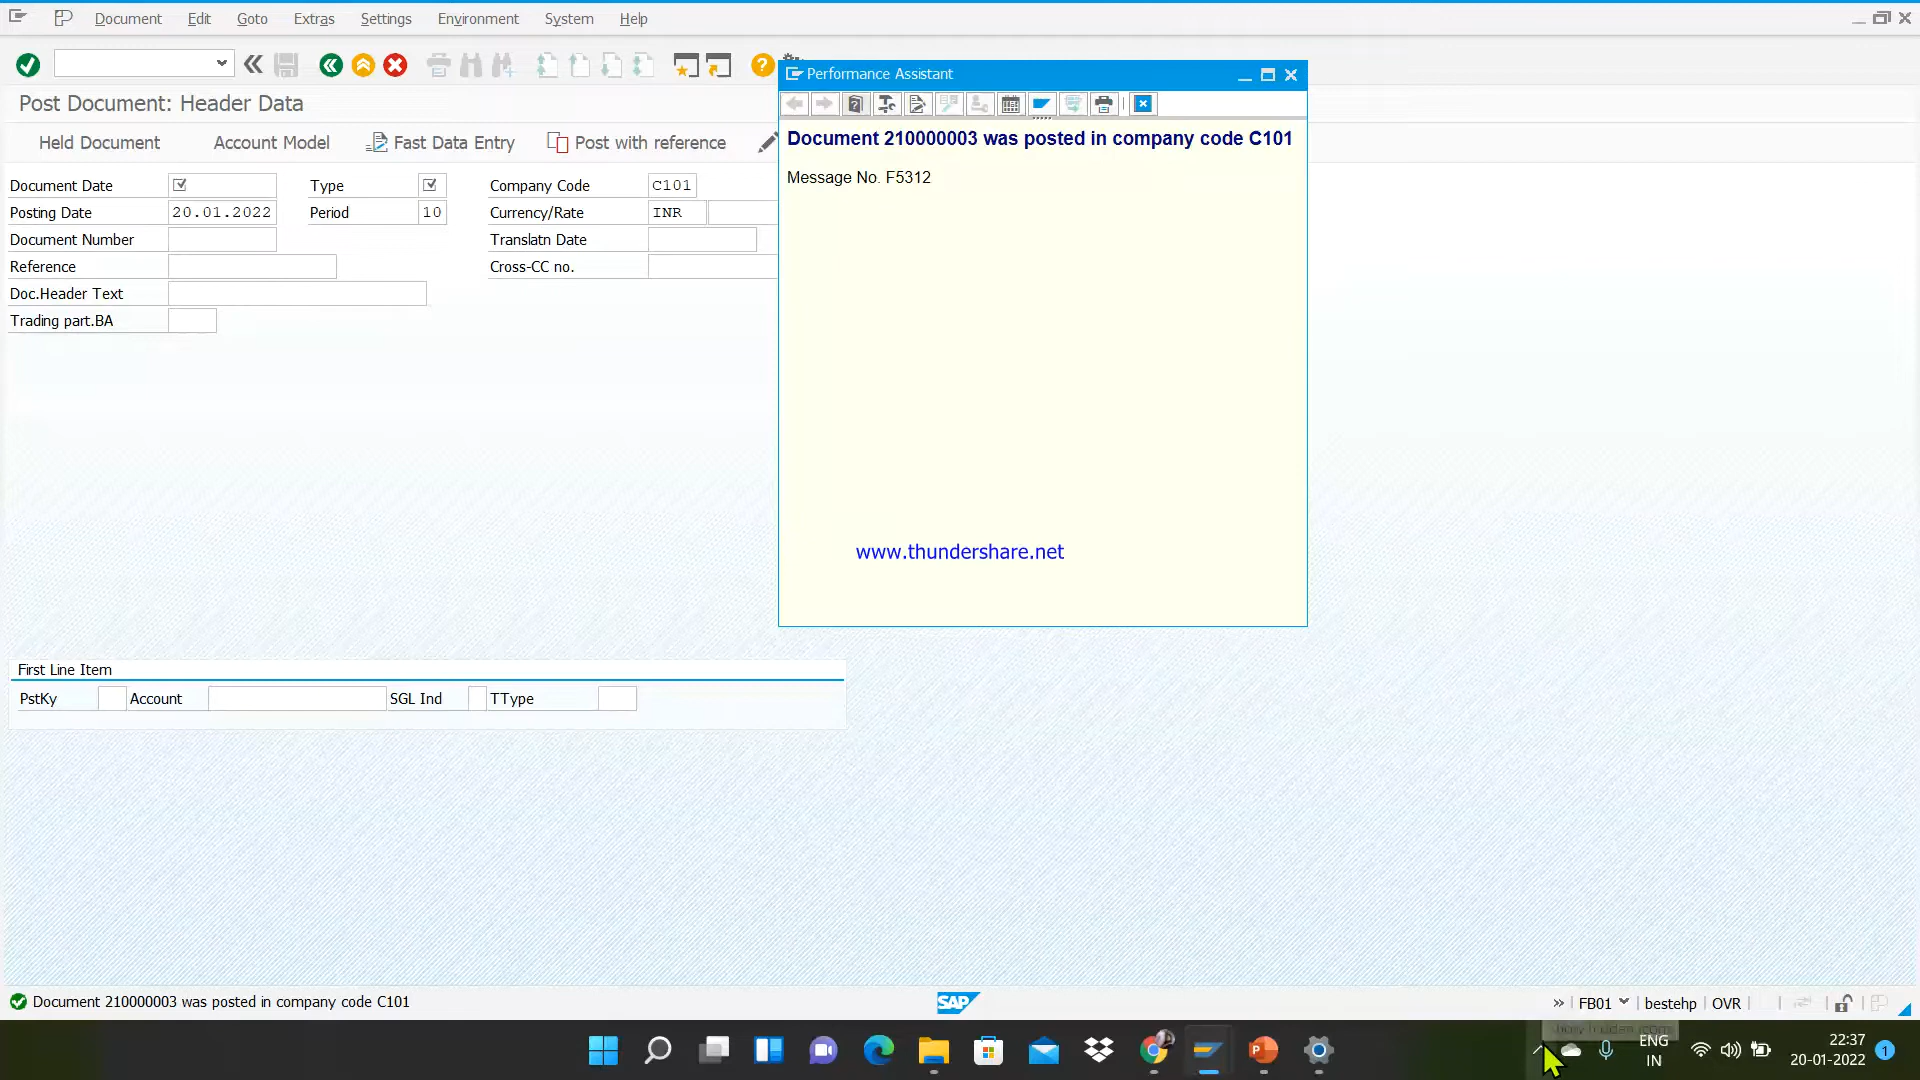 Document Edit Goto Extras Settings Environment System Help
Performance Assistant
Post Document: Header Data
Held Document Account Model Fast Data Entry Post with reference
Document 210000003 was posted in company code C101
Message No. F5312
Document Date Type Company Code C101
Posting Date 20.01.2022 Period 10 Currency/Rate INR
Document Number Translatn Date
Reference Cross-CC no.
Doc.Header Text
Trading part.BA
www.thundershare.net
First Line Item
PstKy Account SGL Ind TType
Document 210000003 was posted in company code C101
SAP
FB01 bestehp OVR
ENG
IN
22:37
20-01-2022
1